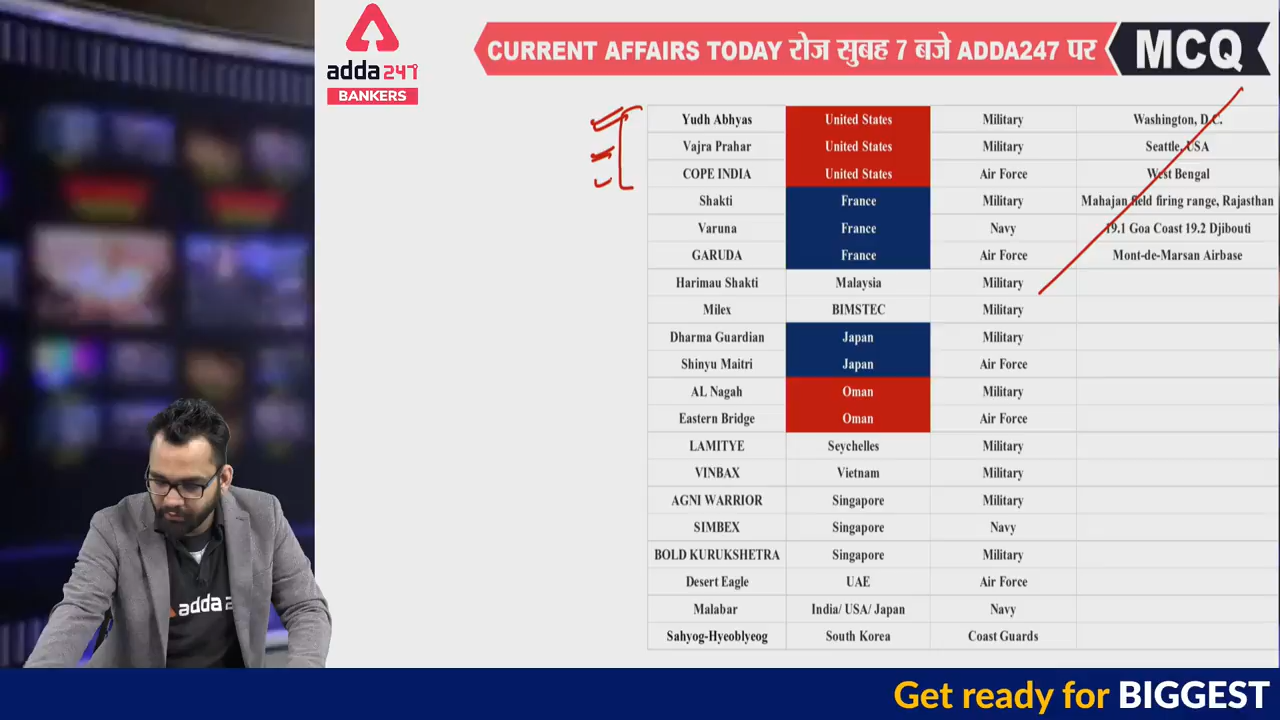 adda 247
BANKERS
CURRENT AFFAIRS TODAY रोज सुबह 7 बजे ADDA247 पर
MCQ
Yudh Abhyas United States Military Washington, D.C.
Vajra Prahar United States Military Seattle, USA
COPE INDIA United States Air Force West Bengal
Shakti France Military Mahajan field firing range, Rajasthan
Varuna France Navy 19.1 Goa Coast 19.2 Djibouti
GARUDA France Air Force Mont-de-Marsan Airbase
Harimau Shakti Malaysia Military
Milex BIMSTEC Military
Dharma Guardian Japan Military
Shinyu Maitri Japan Air Force
AL Nagah Oman Military
Eastern Bridge Oman Air Force
LAMITYE Seychelles Military
VINBAX Vietnam Military
AGNI WARRIOR Singapore Military
SIMBEX Singapore Navy
BOLD KURUKSHETRA Singapore Military
Desert Eagle UAE Air Force
Malabar India/ USA/ Japan Navy
Sahyog-Hyeoblyeog South Korea Coast Guards
adda 2
Get ready for BIGGEST